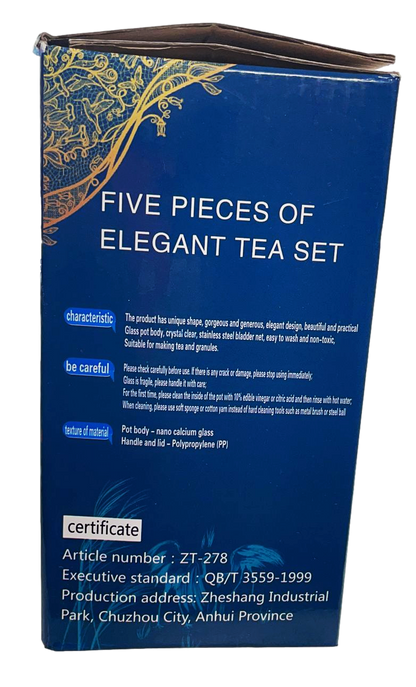 FIVE PIECES OF
ELEGANT TEA SET
characteristic
The product has unique shape, gorgeous and generous, elegant design, beautiful and practical
Glass pot body, crystal clear, stainless steel bladder net, easy to wash and non-toxic,
Suitable for making tea and granules.
be careful
Please check carefully before use. If there is any crack or damage, please stop using immediately;
Glass is fragile, please handle it with care;
For the first time, please clean the inside of the pot with 10% edible vinegar or citric acid and then rinse with hot water;
When cleaning, please use soft sponge or cotton yarn instead of hard cleaning tools such as metal brush or steel ball
texture of material
Pot body – nano calcium glass
Handle and lid – Polypropylene (PP)
certificate
Article number : ZT-278
Executive standard : QB/T 3559-1999
Production address: Zheshang Industrial
Park, Chuzhou City, Anhui Province